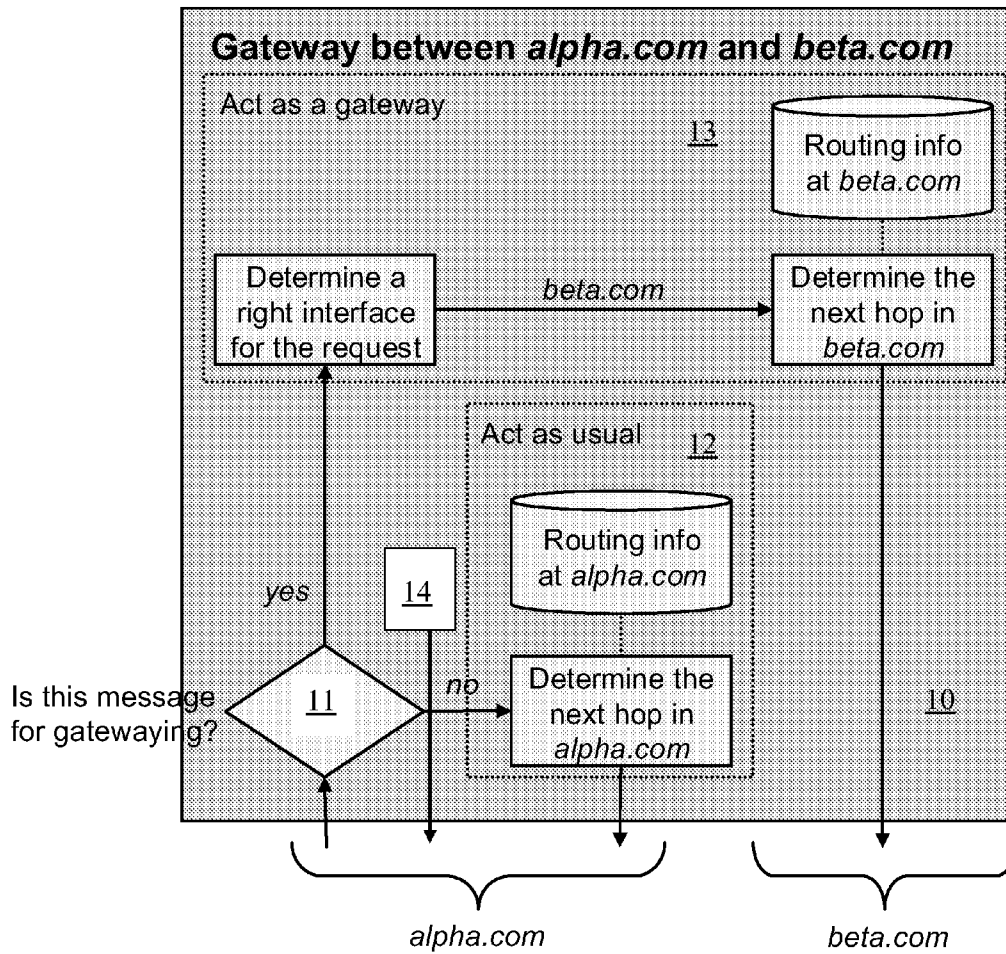 Gateway between alpha.com and beta.com
Act as a gateway
13
Routing info
at beta.com
Determine a
right interface
for the request
beta.com
Determine the
next hop in
beta.com
Act as usual
12
Routing info
at alpha.com
yes
14
Is this message
for gatewaying?
11
no
Determine the
next hop in
alpha.com
10
alpha.com
beta.com